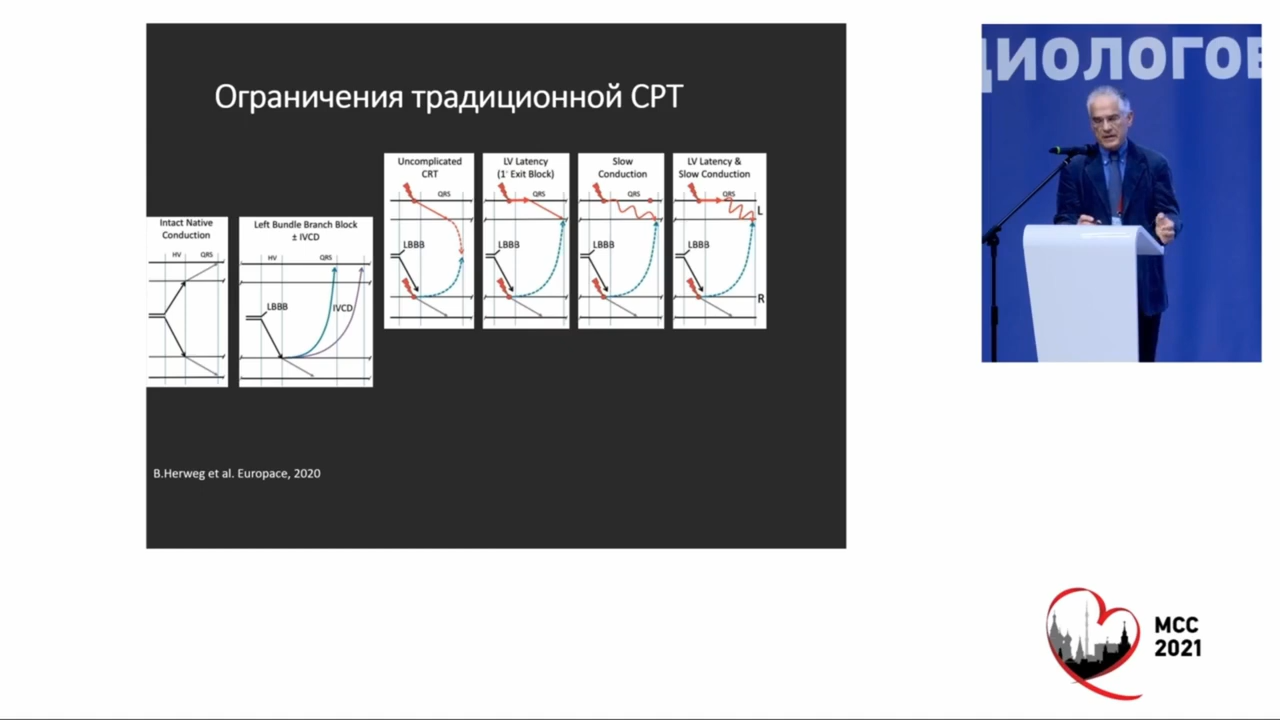 Ограничения традиционной СРТ
Intact Native
Conduction
HV QRS
Left Bundle Branch Block
± IVCD
HV QRS
LBBB
IVCD
Uncomplicated
CRT
QRS
LBBB
LV Latency
(1˚ Exit Block)
QRS
LBBB
Slow
Conduction
QRS
LBBB
LV Latency &
Slow Conduction
QRS
L
LBBB
R
B.Herweg et al. Europace, 2020
ДИОЛОГОВ
МСС
2021